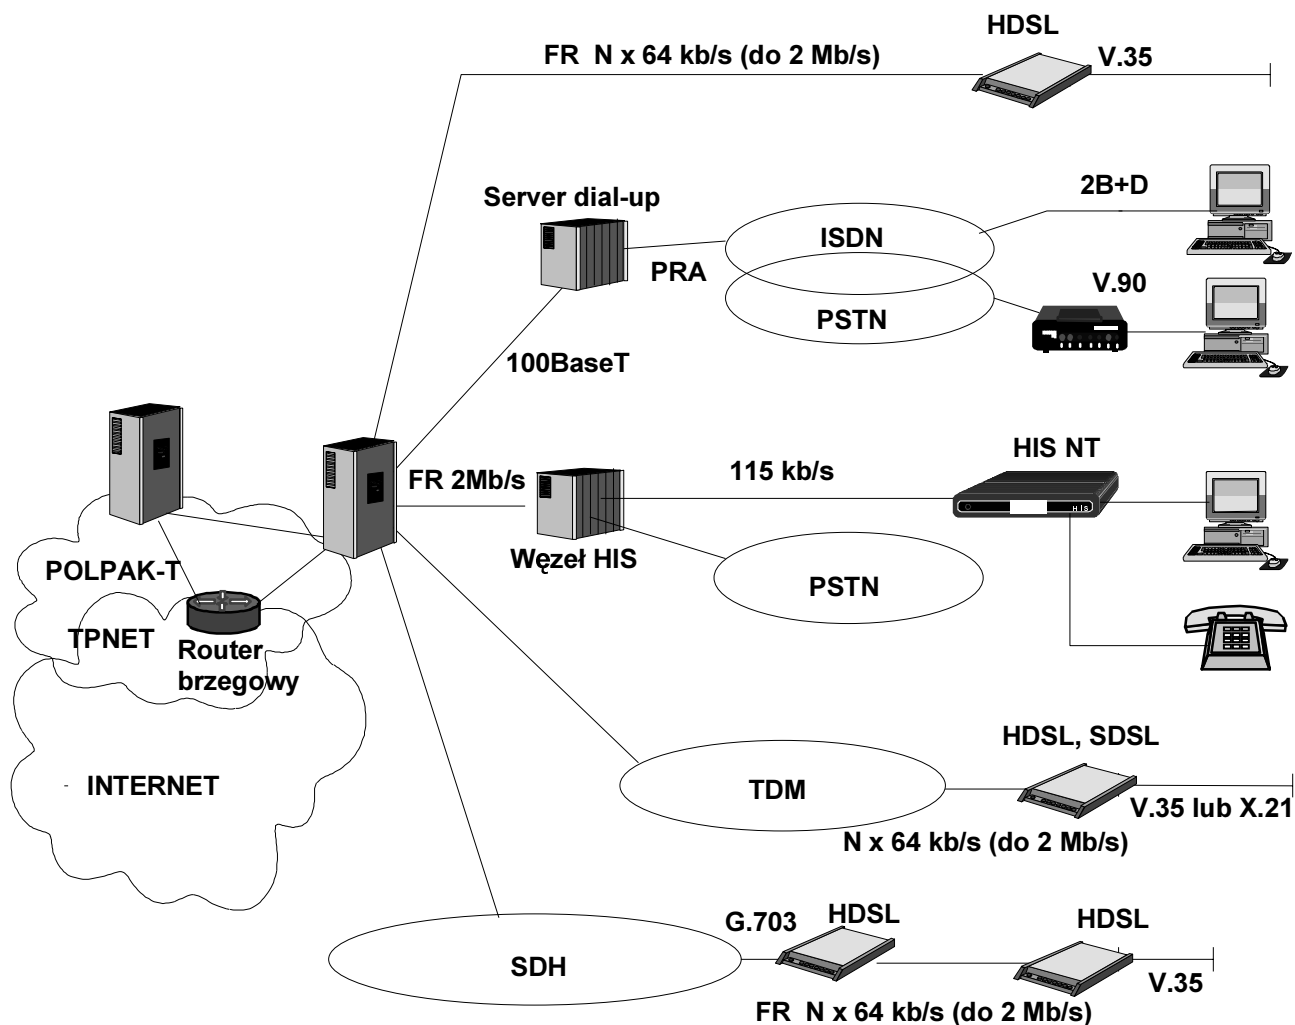 HDSL
FR N x 64 kb/s (do 2 Mb/s)
V.35
2B+D
Server dial-up
ISDN
PRA
V.90
PSTN
100BaseT
HIS NT
115 kb/s
FR 2Mb/s
HIS
Węzeł HIS
POLPAK-T
PSTN
TPNET
Router
brzegowy
HDSL, SDSL
INTERNET
TDM
V.35 lub X.21
N x 64 kb/s (do 2 Mb/s)
G.703
HDSL
HDSL
SDH
V.35
FR N x 64 kb/s (do 2 Mb/s)